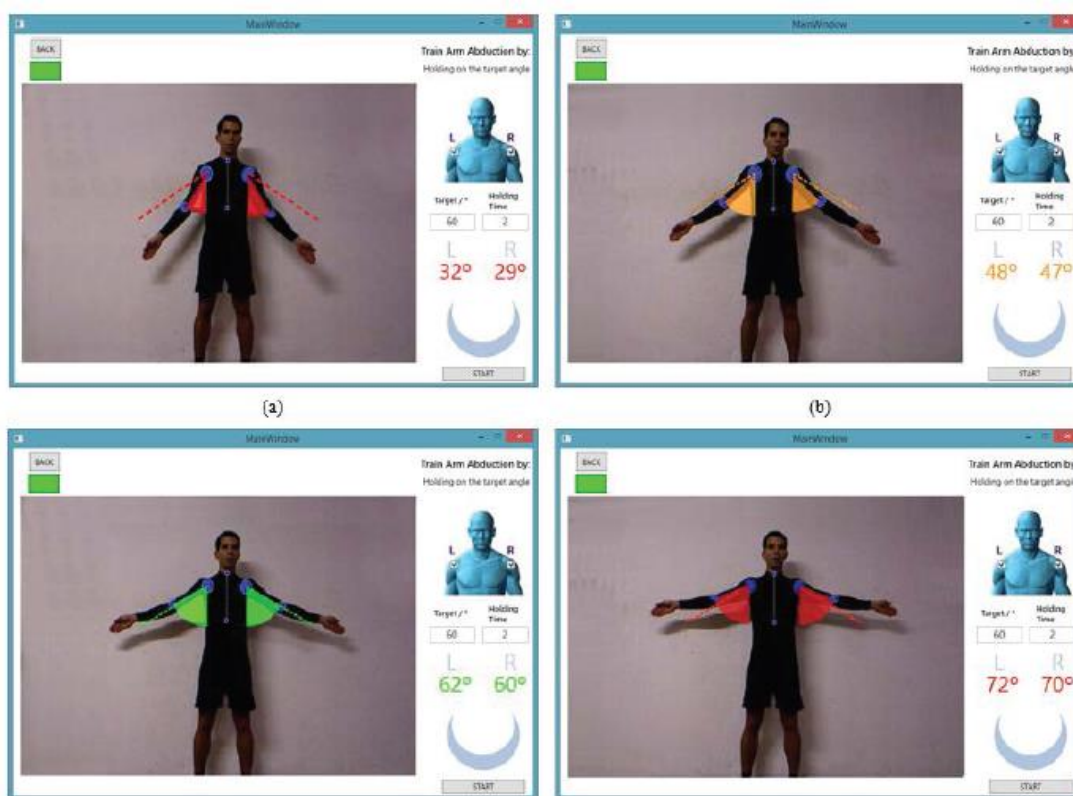 MainWindow
BACK
Train Arm Abduction by:
Holding on the target angle
L R
Target / ° Holding Time
60 2
L R
32° 29°
START
(a)
MainWindow
BACK
Train Arm Abduction by
Holding on the target angle
L R
Target / ° Holding Time
60 2
L R
48° 47°
START
(b)
MainWindow
BACK
Train Arm Abduction by:
Holding on the target angle
L R
Target / ° Holding Time
60 2
L R
62° 60°
START
MainWindow
BACK
Train Arm Abduction by:
Holding on the target angle
L R
Target / ° Holding Time
60 2
L R
72° 70°
START